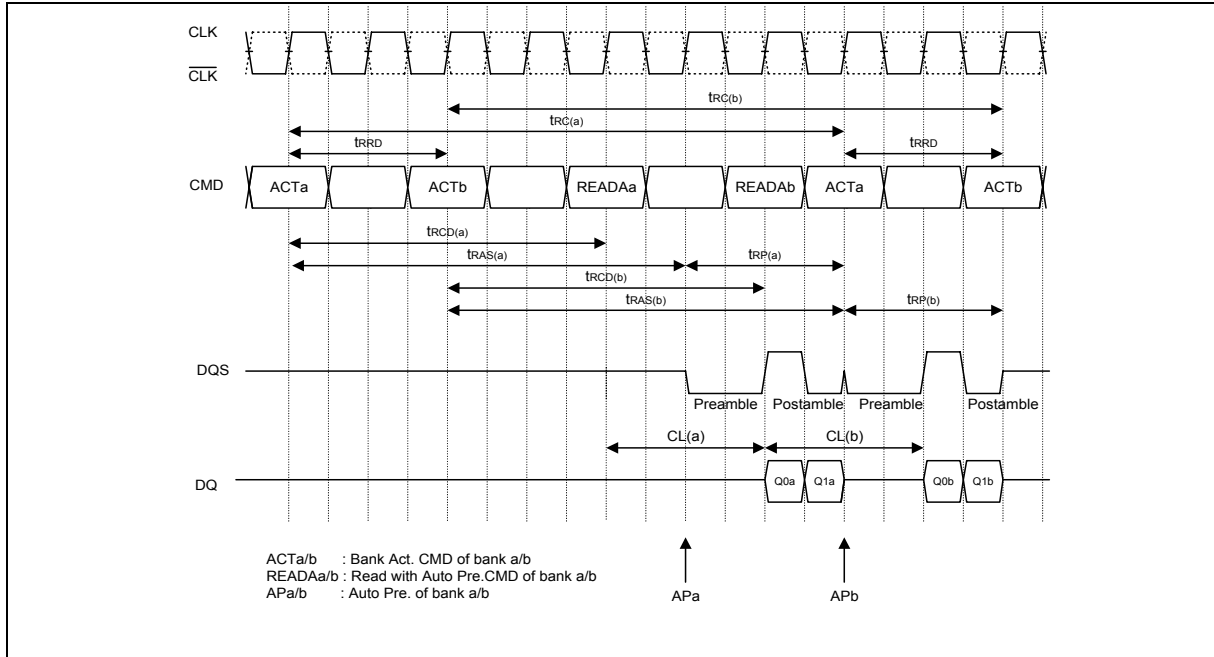 CLK
CLK
tRC(b)
tRC(a)
tRRD tRRD
CMD ACTa ACTb READAa READAb ACTa ACTb
tRCD(a)
tRAS(a) tRP(a)
tRCD(b)
tRAS(b) tRP(b)
DQS
Preamble Postamble Preamble Postamble
CL(a) CL(b)
DQ Q0a Q1a Q0b Q1b
ACTa/b : Bank Act. CMD of bank a/b
READAa/b : Read with Auto Pre.CMD of bank a/b
APa/b : Auto Pre. of bank a/b
APa APb